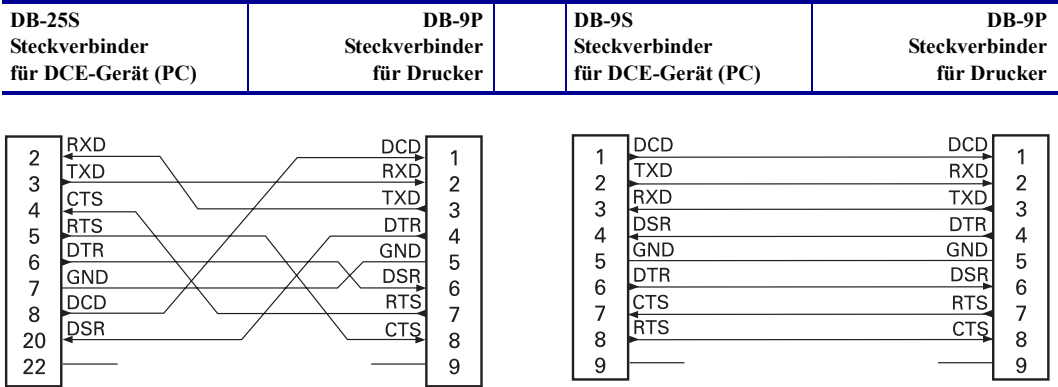 DB-25S DB-9P DB-9S DB-9P
Steckverbinder Steckverbinder Steckverbinder Steckverbinder
für DCE-Gerät (PC) für Drucker für DCE-Gerät (PC) für Drucker
2 RXD DCD 1
3 TXD RXD 2
4 CTS TXD 3
5 RTS DTR 4
6 DTR GND 5
7 GND DSR 6
8 DCD RTS 7
20 DSR CTS 8
22 9
1 DCD DCD 1
2 TXD RXD 2
3 RXD TXD 3
4 DSR DTR 4
5 GND GND 5
6 DTR DSR 6
7 CTS RTS 7
8 RTS CTS 8
9 9